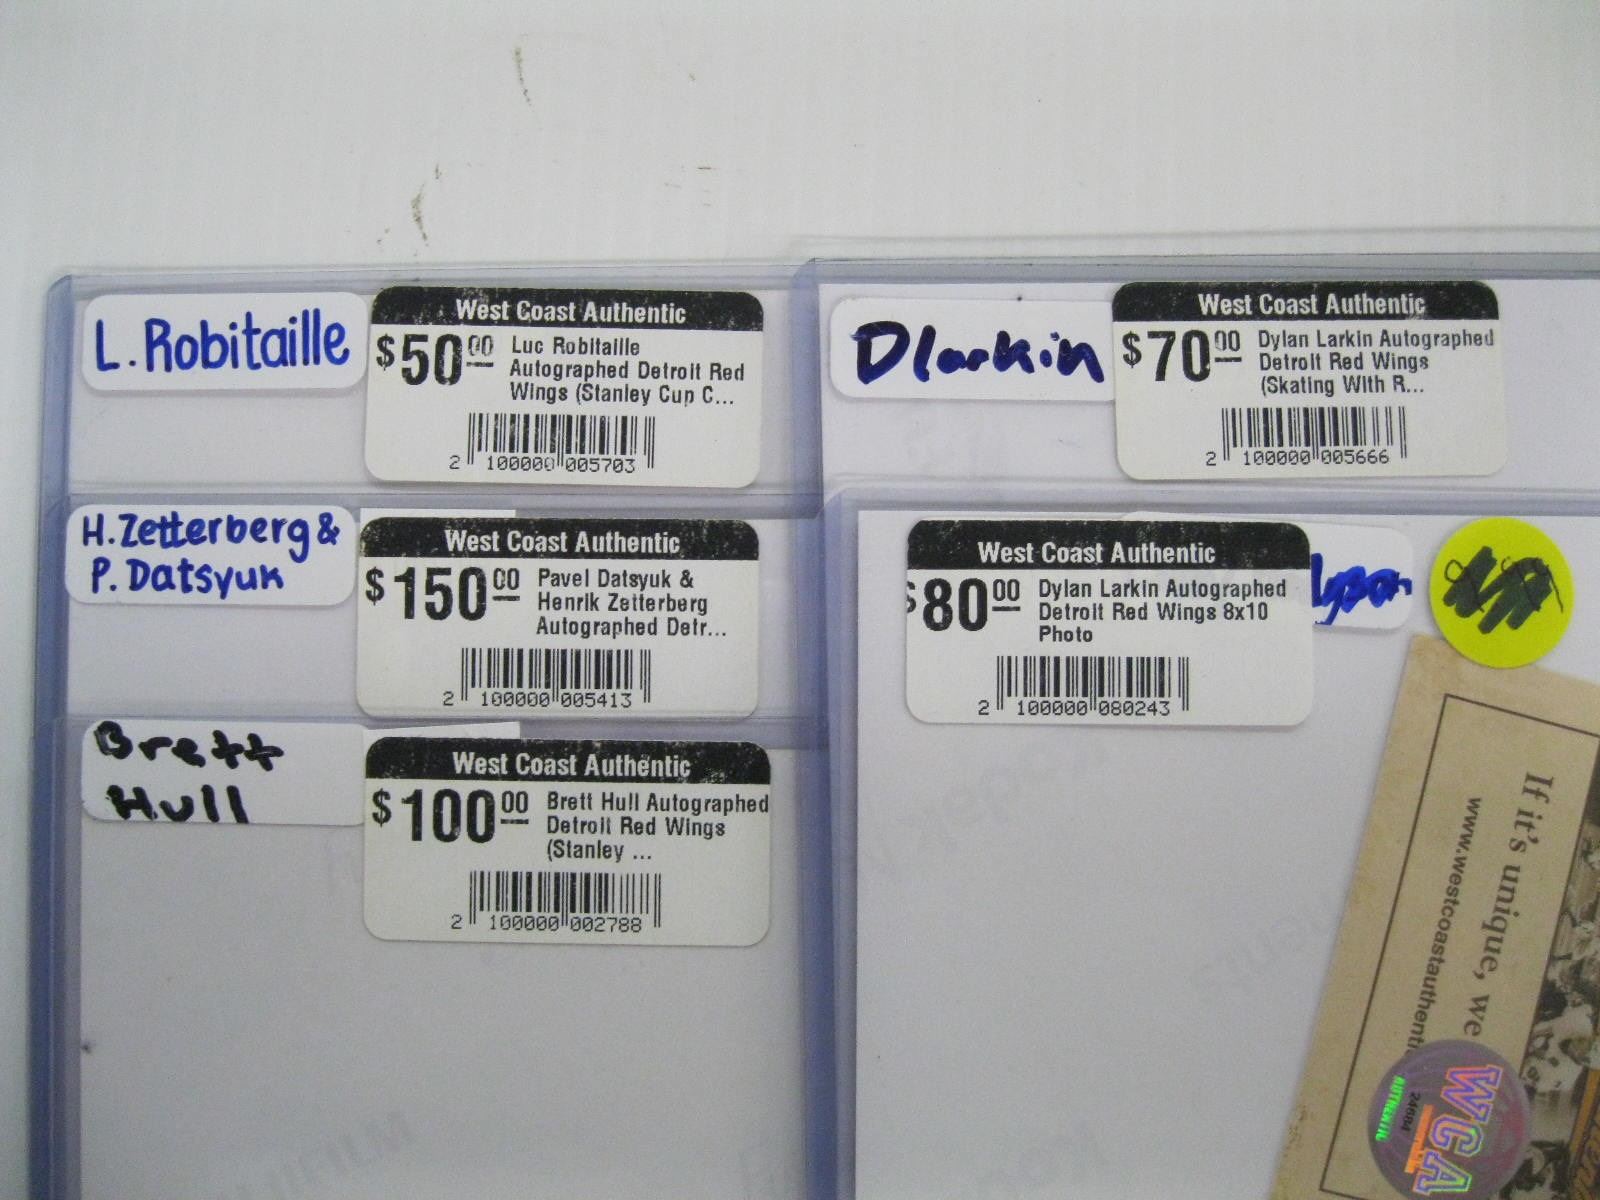 L. Robitaille
West Coast Authentic
$50.00 Luc Robitaille
Autographed Detroit Red
Wings (Stanley Cup C...
2 100000 005703
H. Zetterberg &
P. Datsyuk
West Coast Authentic
$150.00 Pavel Datsyuk &
Henrik Zetterberg
Autographed Detr...
2 100000 005413
Brett
Hull
West Coast Authentic
$100.00 Brett Hull Autographed
Detroit Red Wings
(Stanley ...
2 100000 002788
D Larkin
West Coast Authentic
$70.00 Dylan Larkin Autographed
Detroit Red Wings
(Skating With R...
2 100000 005666
West Coast Authentic
$80.00 Dylan Larkin Autographed
Detroit Red Wings 8x10
Photo
2 100000 080243
If it's unique, we
www.westcoastauthenti
WCA
AUTHENTIC
24684